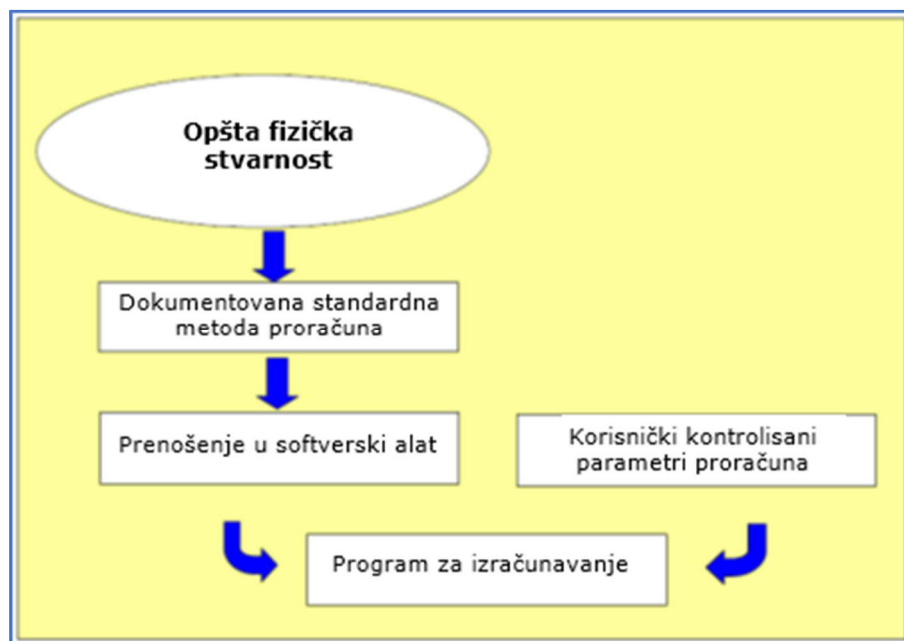 Opšta fizička
stvarnost
Dokumentovana standardna
metoda proračuna
Prenošenje u softverski alat
Korisnički kontrolisani
parametri proračuna
Program za izračunavanje